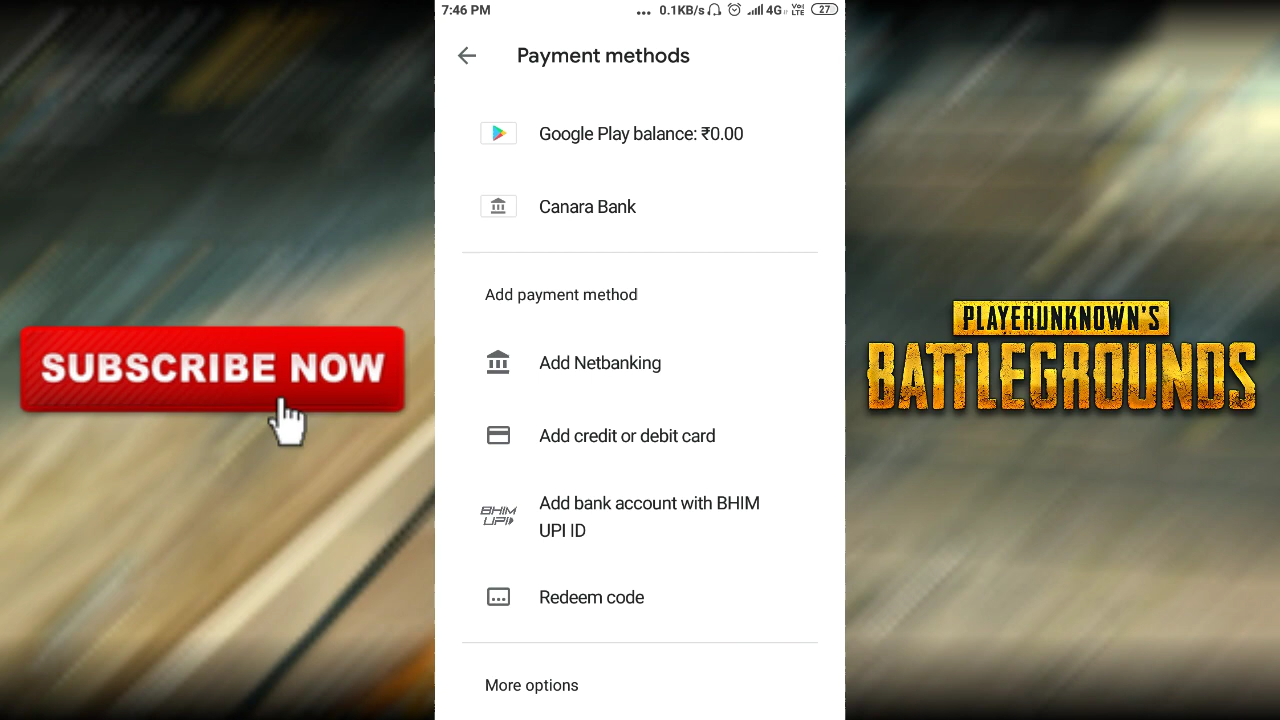 7:46 PM
... 0.1KB/s 4G VoLTE 27
Payment methods
Google Play balance: ₹0.00
Canara Bank
Add payment method
Add Netbanking
Add credit or debit card
BHIM
UPI
Add bank account with BHIM
UPI ID
Redeem code
More options
SUBSCRIBE NOW
PLAYERUNKNOWN'S
BATTLEGROUNDS